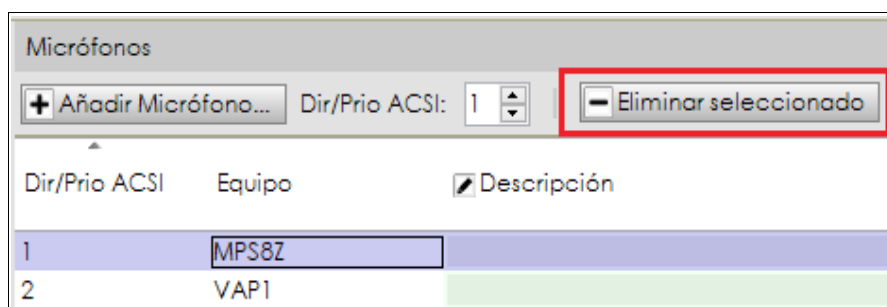 Micrófonos
Añadir Micrófono... Dir/Prio ACSI: 1 Eliminar seleccionado
Dir/Prio ACSI Equipo Descripción
1 MPS8Z
2 VAP1